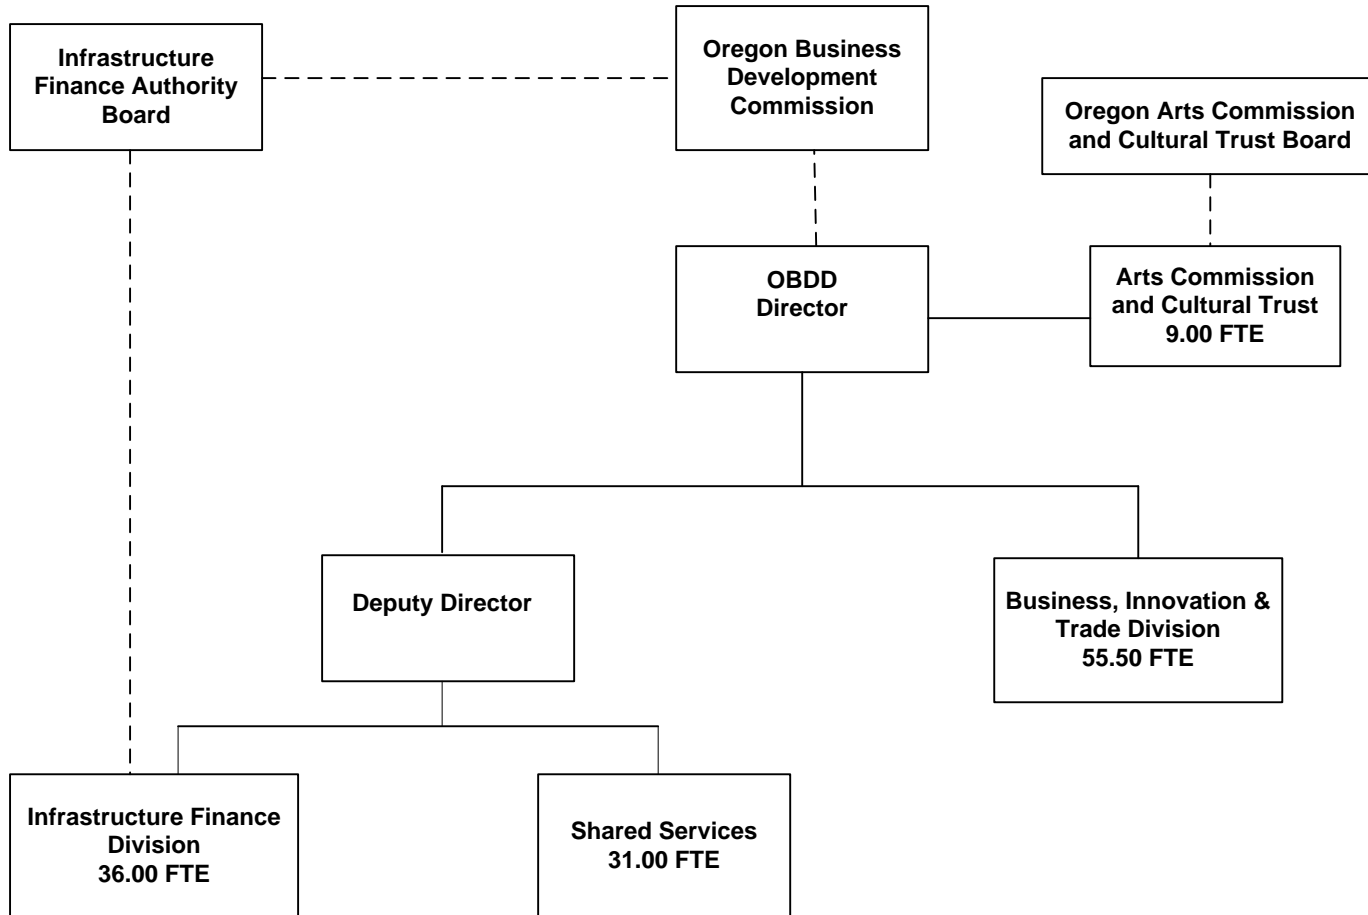 Infrastructure
Finance Authority
Board
Oregon Business
Development
Commission
Oregon Arts Commission
and Cultural Trust Board
OBDD
Director
Arts Commission
and Cultural Trust
9.00 FTE
Deputy Director
Business, Innovation &
Trade Division
55.50 FTE
Infrastructure Finance
Division
36.00 FTE
Shared Services
31.00 FTE